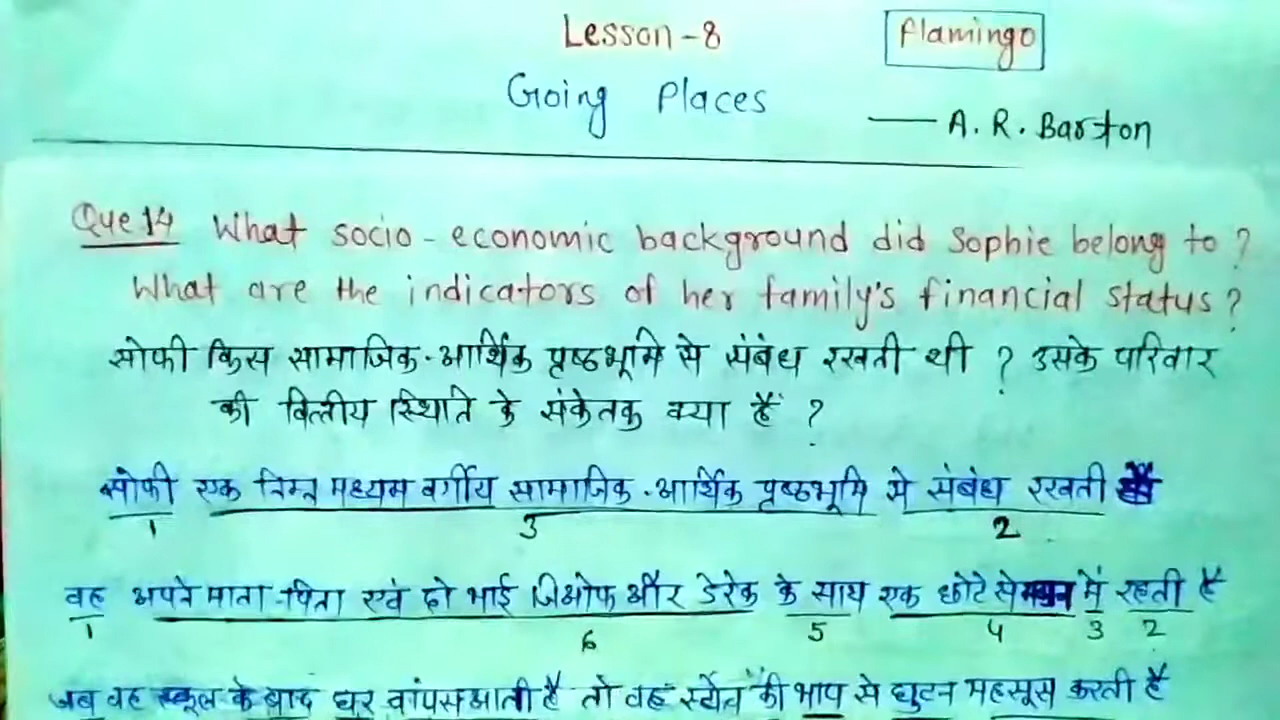 Lesson-8
Flamingo
Going Places
— A. R. Barton
Que 14 What socio-economic background did Sophie belong to?
What are the indicators of her family's financial status?
सोफी किस सामाजिक-आर्थिक पृष्ठभूमि से संबंध रखती थी ? उसके परिवार
की वित्तीय स्थिति के संकेतक क्या हैं ?
सोफी एक निम्न मध्यम वर्गीय सामाजिक-आर्थिक पृष्ठभूमि से संबंध रखती
1 3 2
वह अपने माता-पिता एवं दो भाई जिओफ और डेरेक के साथ एक छोटे से में रहती है
1 6 5 4 3 2
जब वह स्कूल के बाद घर वापस आती है तो वह की भाप से घुटन महसूस करती है